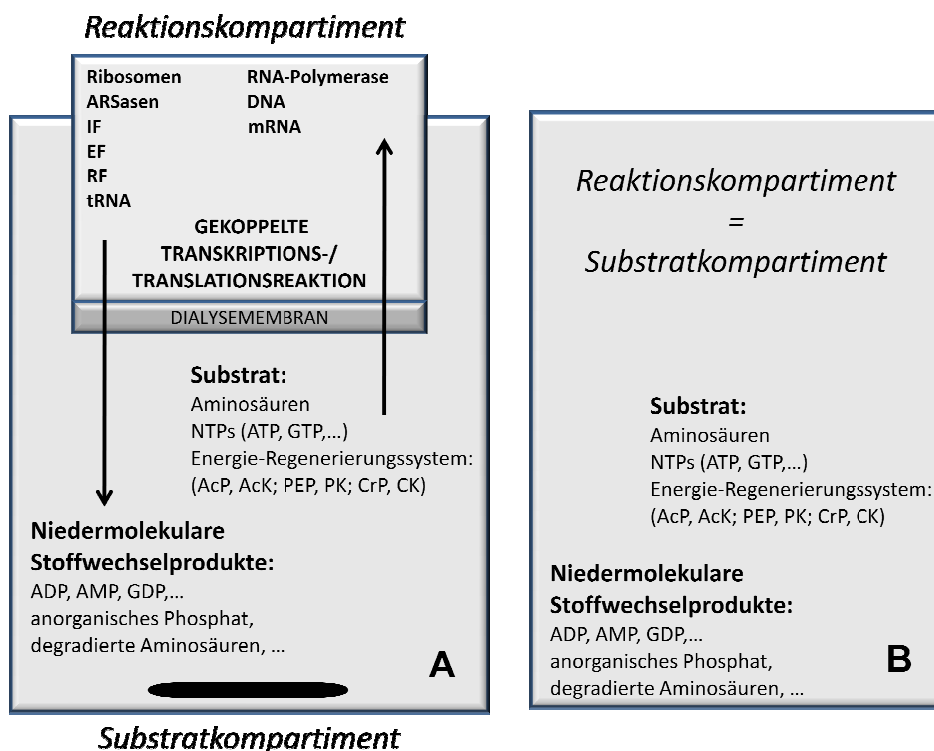 Reaktionskompartiment
Ribosomen
ARSasen
IF
EF
RF
tRNA
RNA-Polymerase
DNA
mRNA
GEKOPPELTE
TRANSKRIPTIONS-/
TRANSLATIONSREAKTION
DIALYSEMEMBRAN
Substrat:
Aminosäuren
NTPs (ATP, GTP,...)
Energie-Regenerierungssystem:
(AcP, AcK; PEP, PK; CrP, CK)
Niedermolekulare
Stoffwechselprodukte:
ADP, AMP, GDP,...
anorganisches Phosphat,
degradierte Aminosäuren, ...
A
Substratkompartiment
Reaktionskompartiment
=
Substratkompartiment
Substrat:
Aminosäuren
NTPs (ATP, GTP,...)
Energie-Regenerierungssystem:
(AcP, AcK; PEP, PK; CrP, CK)
Niedermolekulare
Stoffwechselprodukte:
ADP, AMP, GDP,...
anorganisches Phosphat,
degradierte Aminosäuren, ...
B